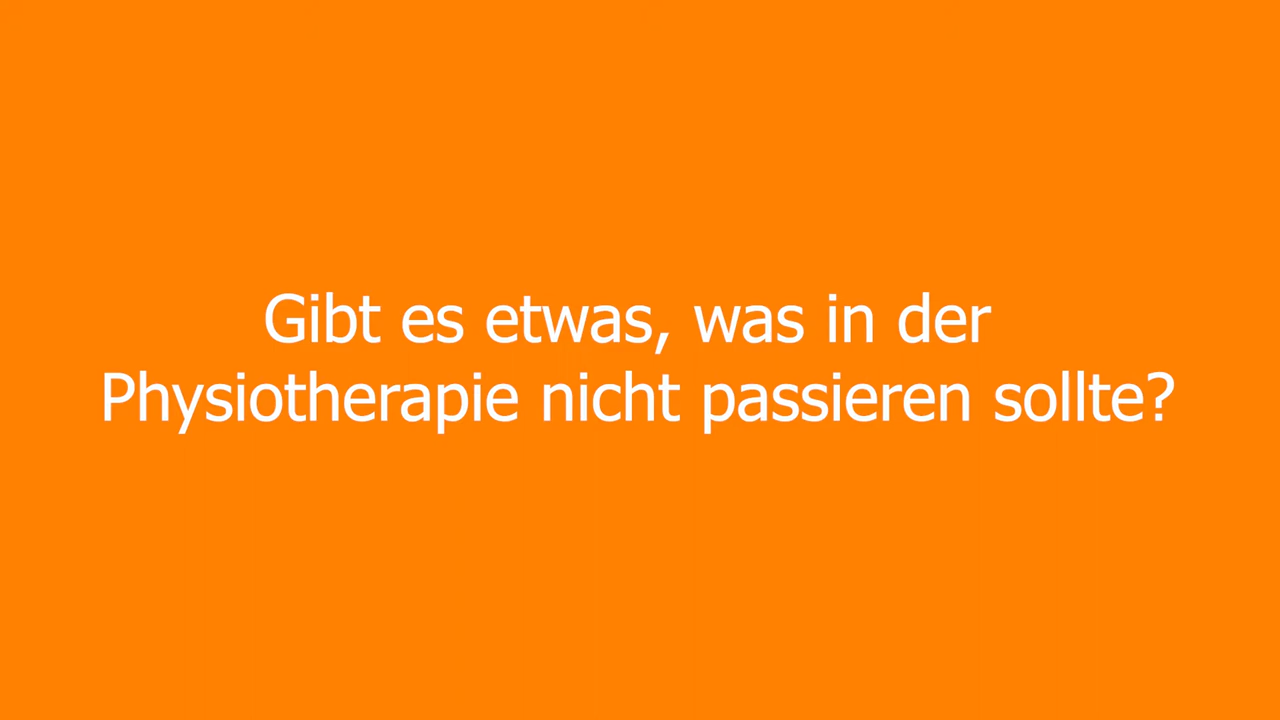 Gibt es etwas, was in der
Physiotherapie nicht passieren sollte?